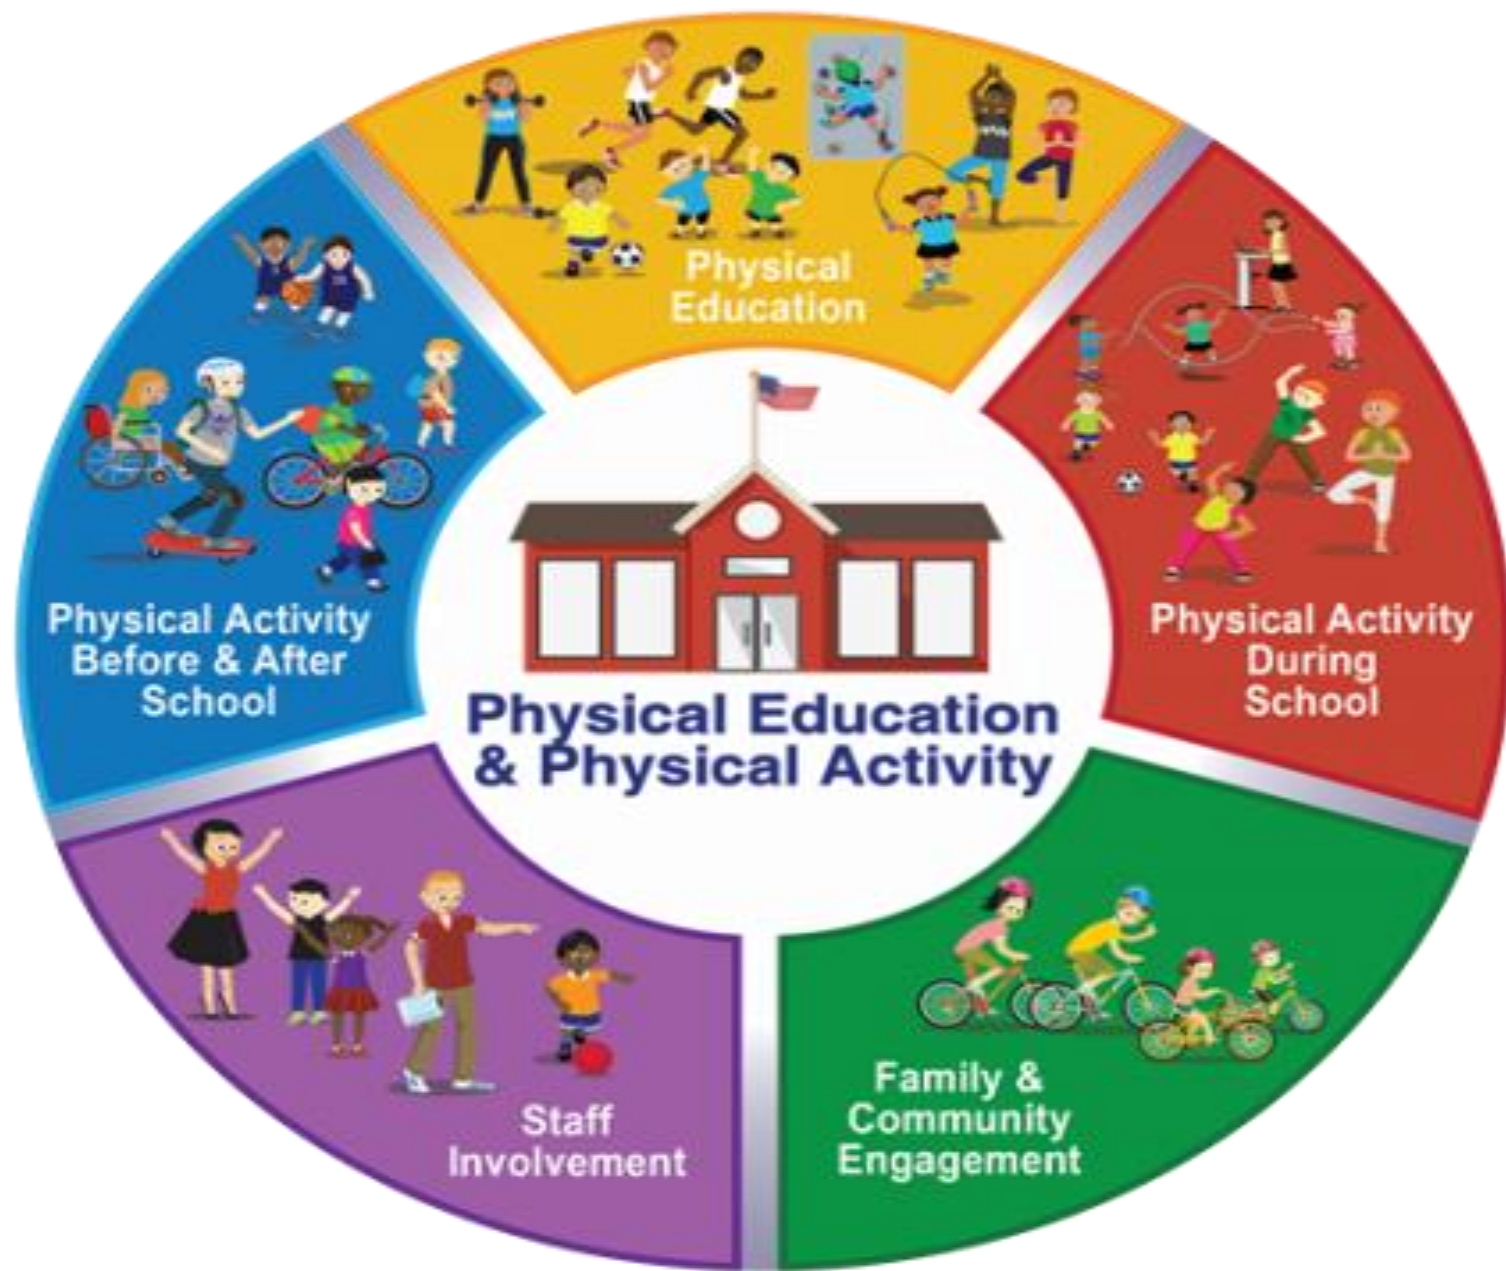 Physical
Education
Physical Activity
Before & After
School
Physical Activity
During
School
Physical Education
& Physical Activity
Staff
Involvement
Family &
Community
Engagement